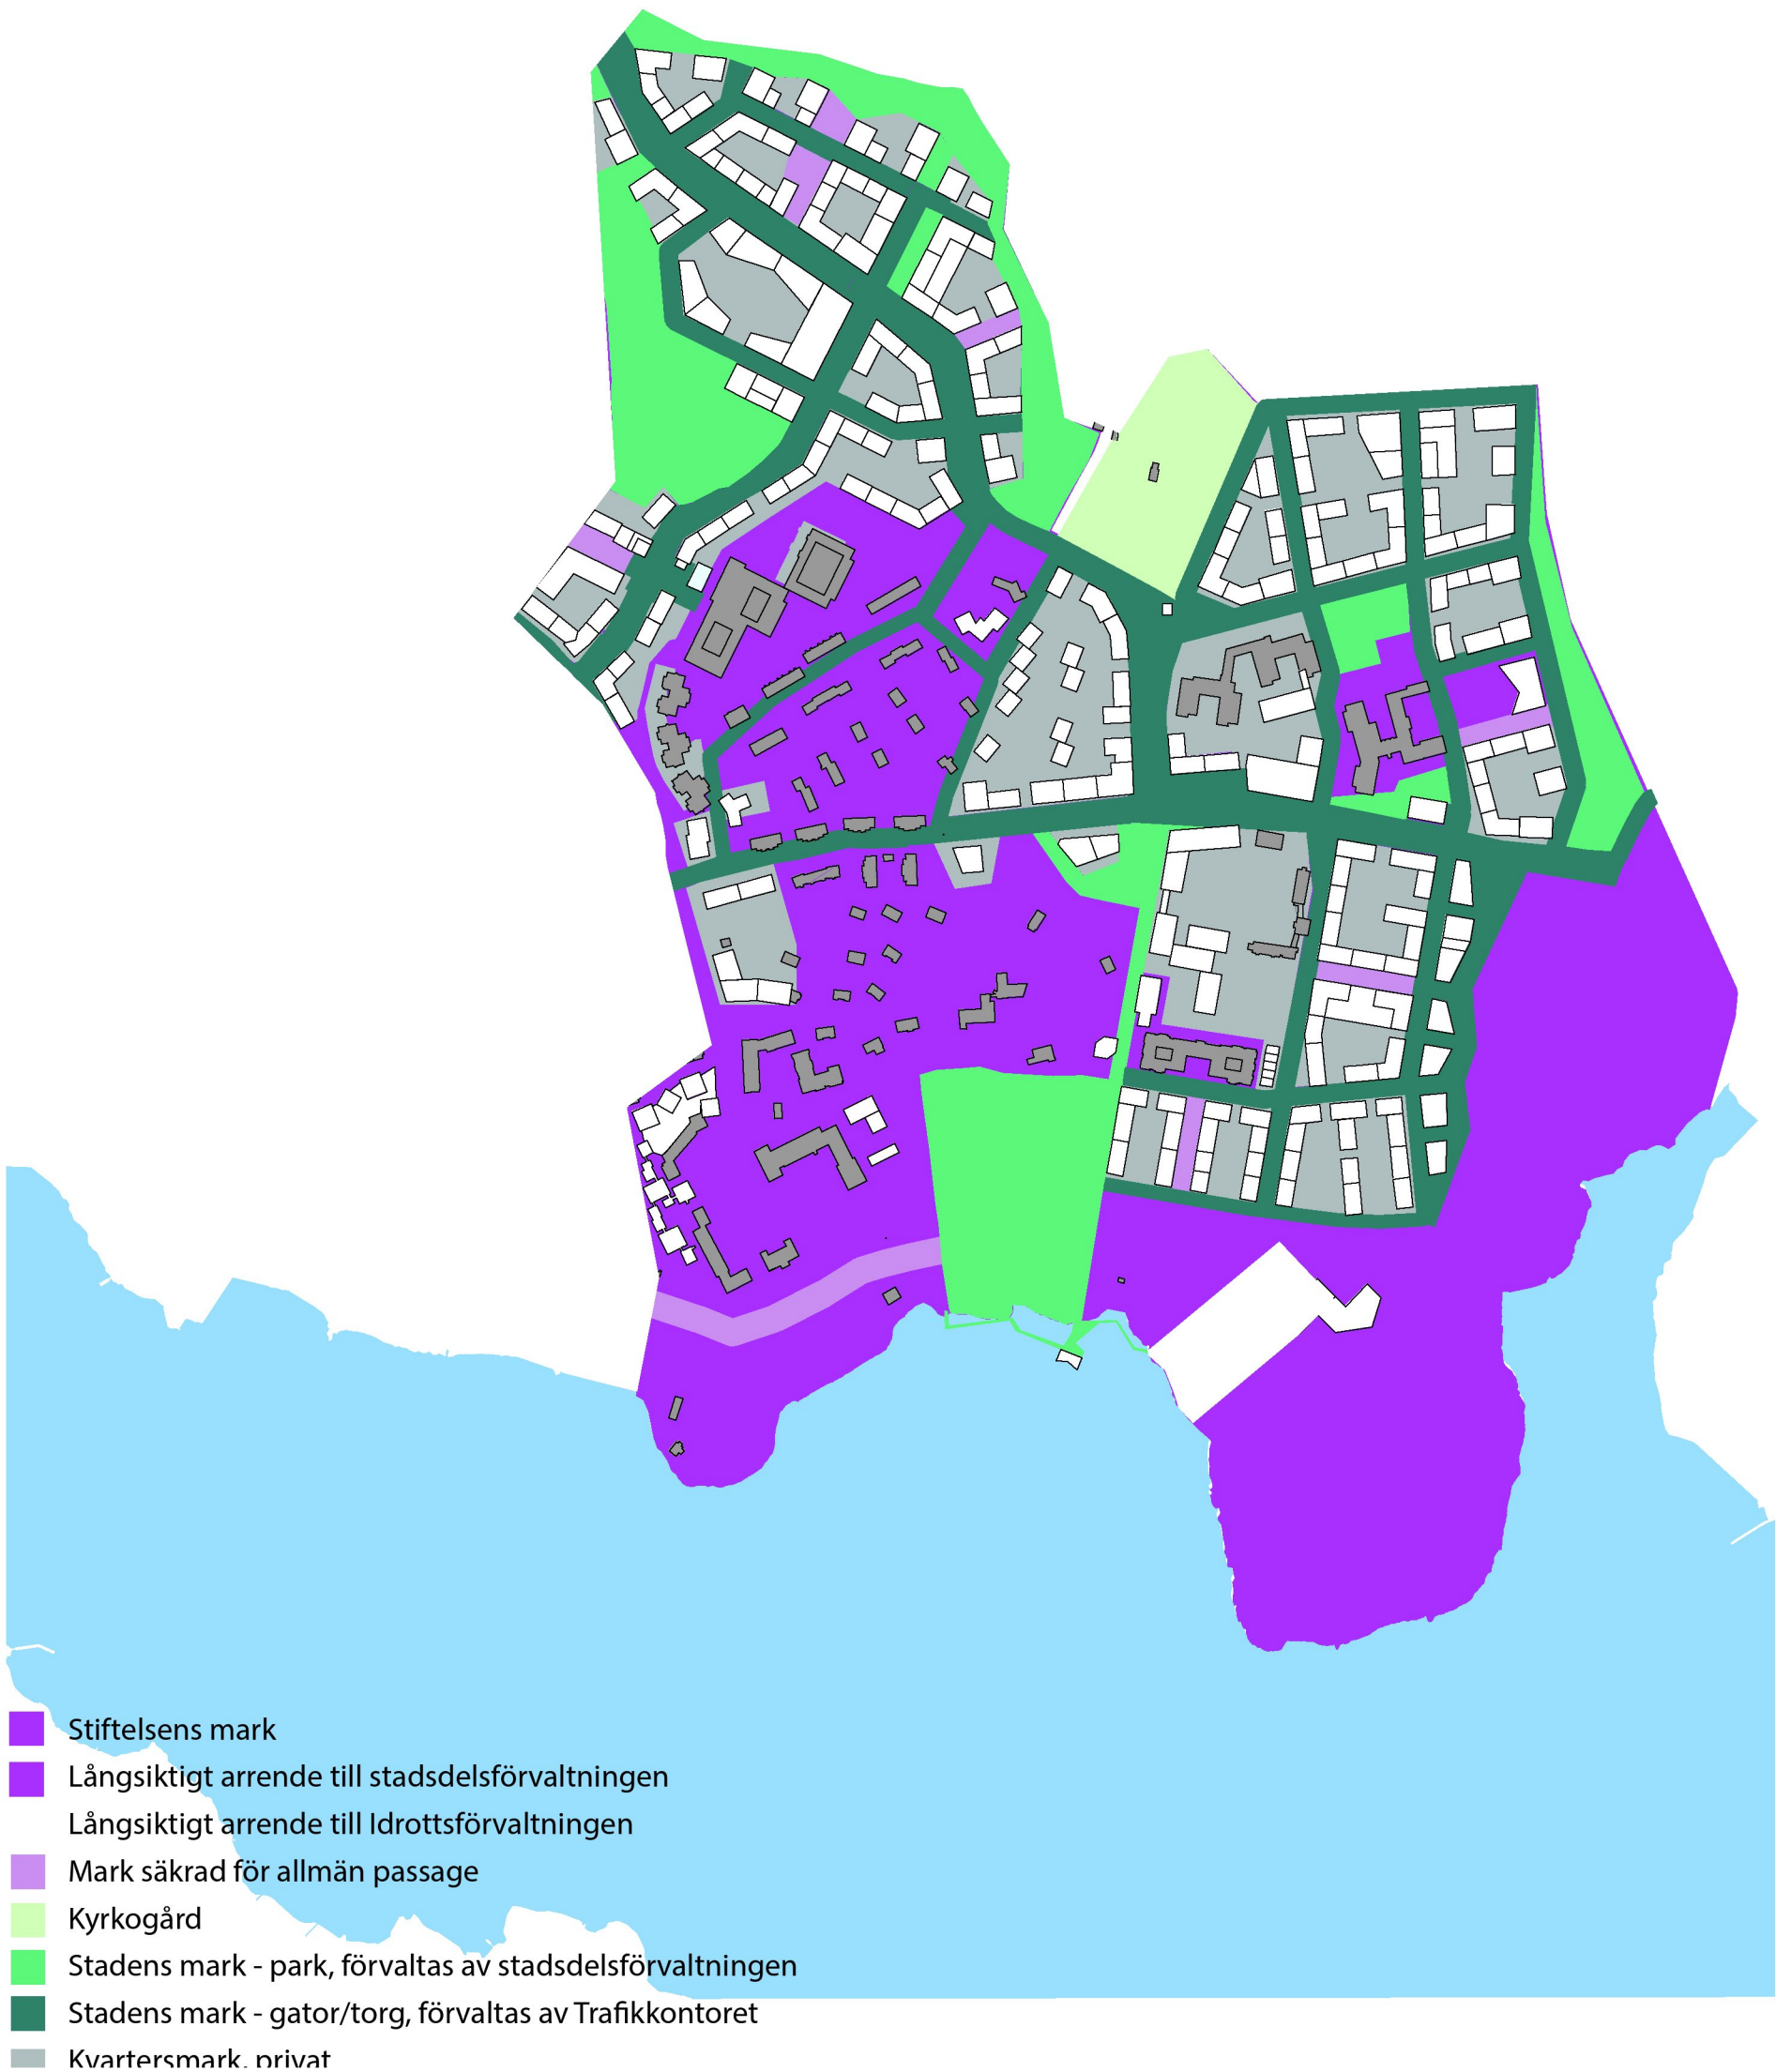 Stiftelsens mark
Långsiktigt arrende till stadsdelsförvaltningen
Långsiktigt arrende till Idrottsförvaltningen
Mark säkrad för allmän passage
Kyrkogård
Stadens mark - park, förvaltas av stadsdelsförvaltningen
Stadens mark - gator/torg, förvaltas av Trafikkontoret
Kvartersmark, privat